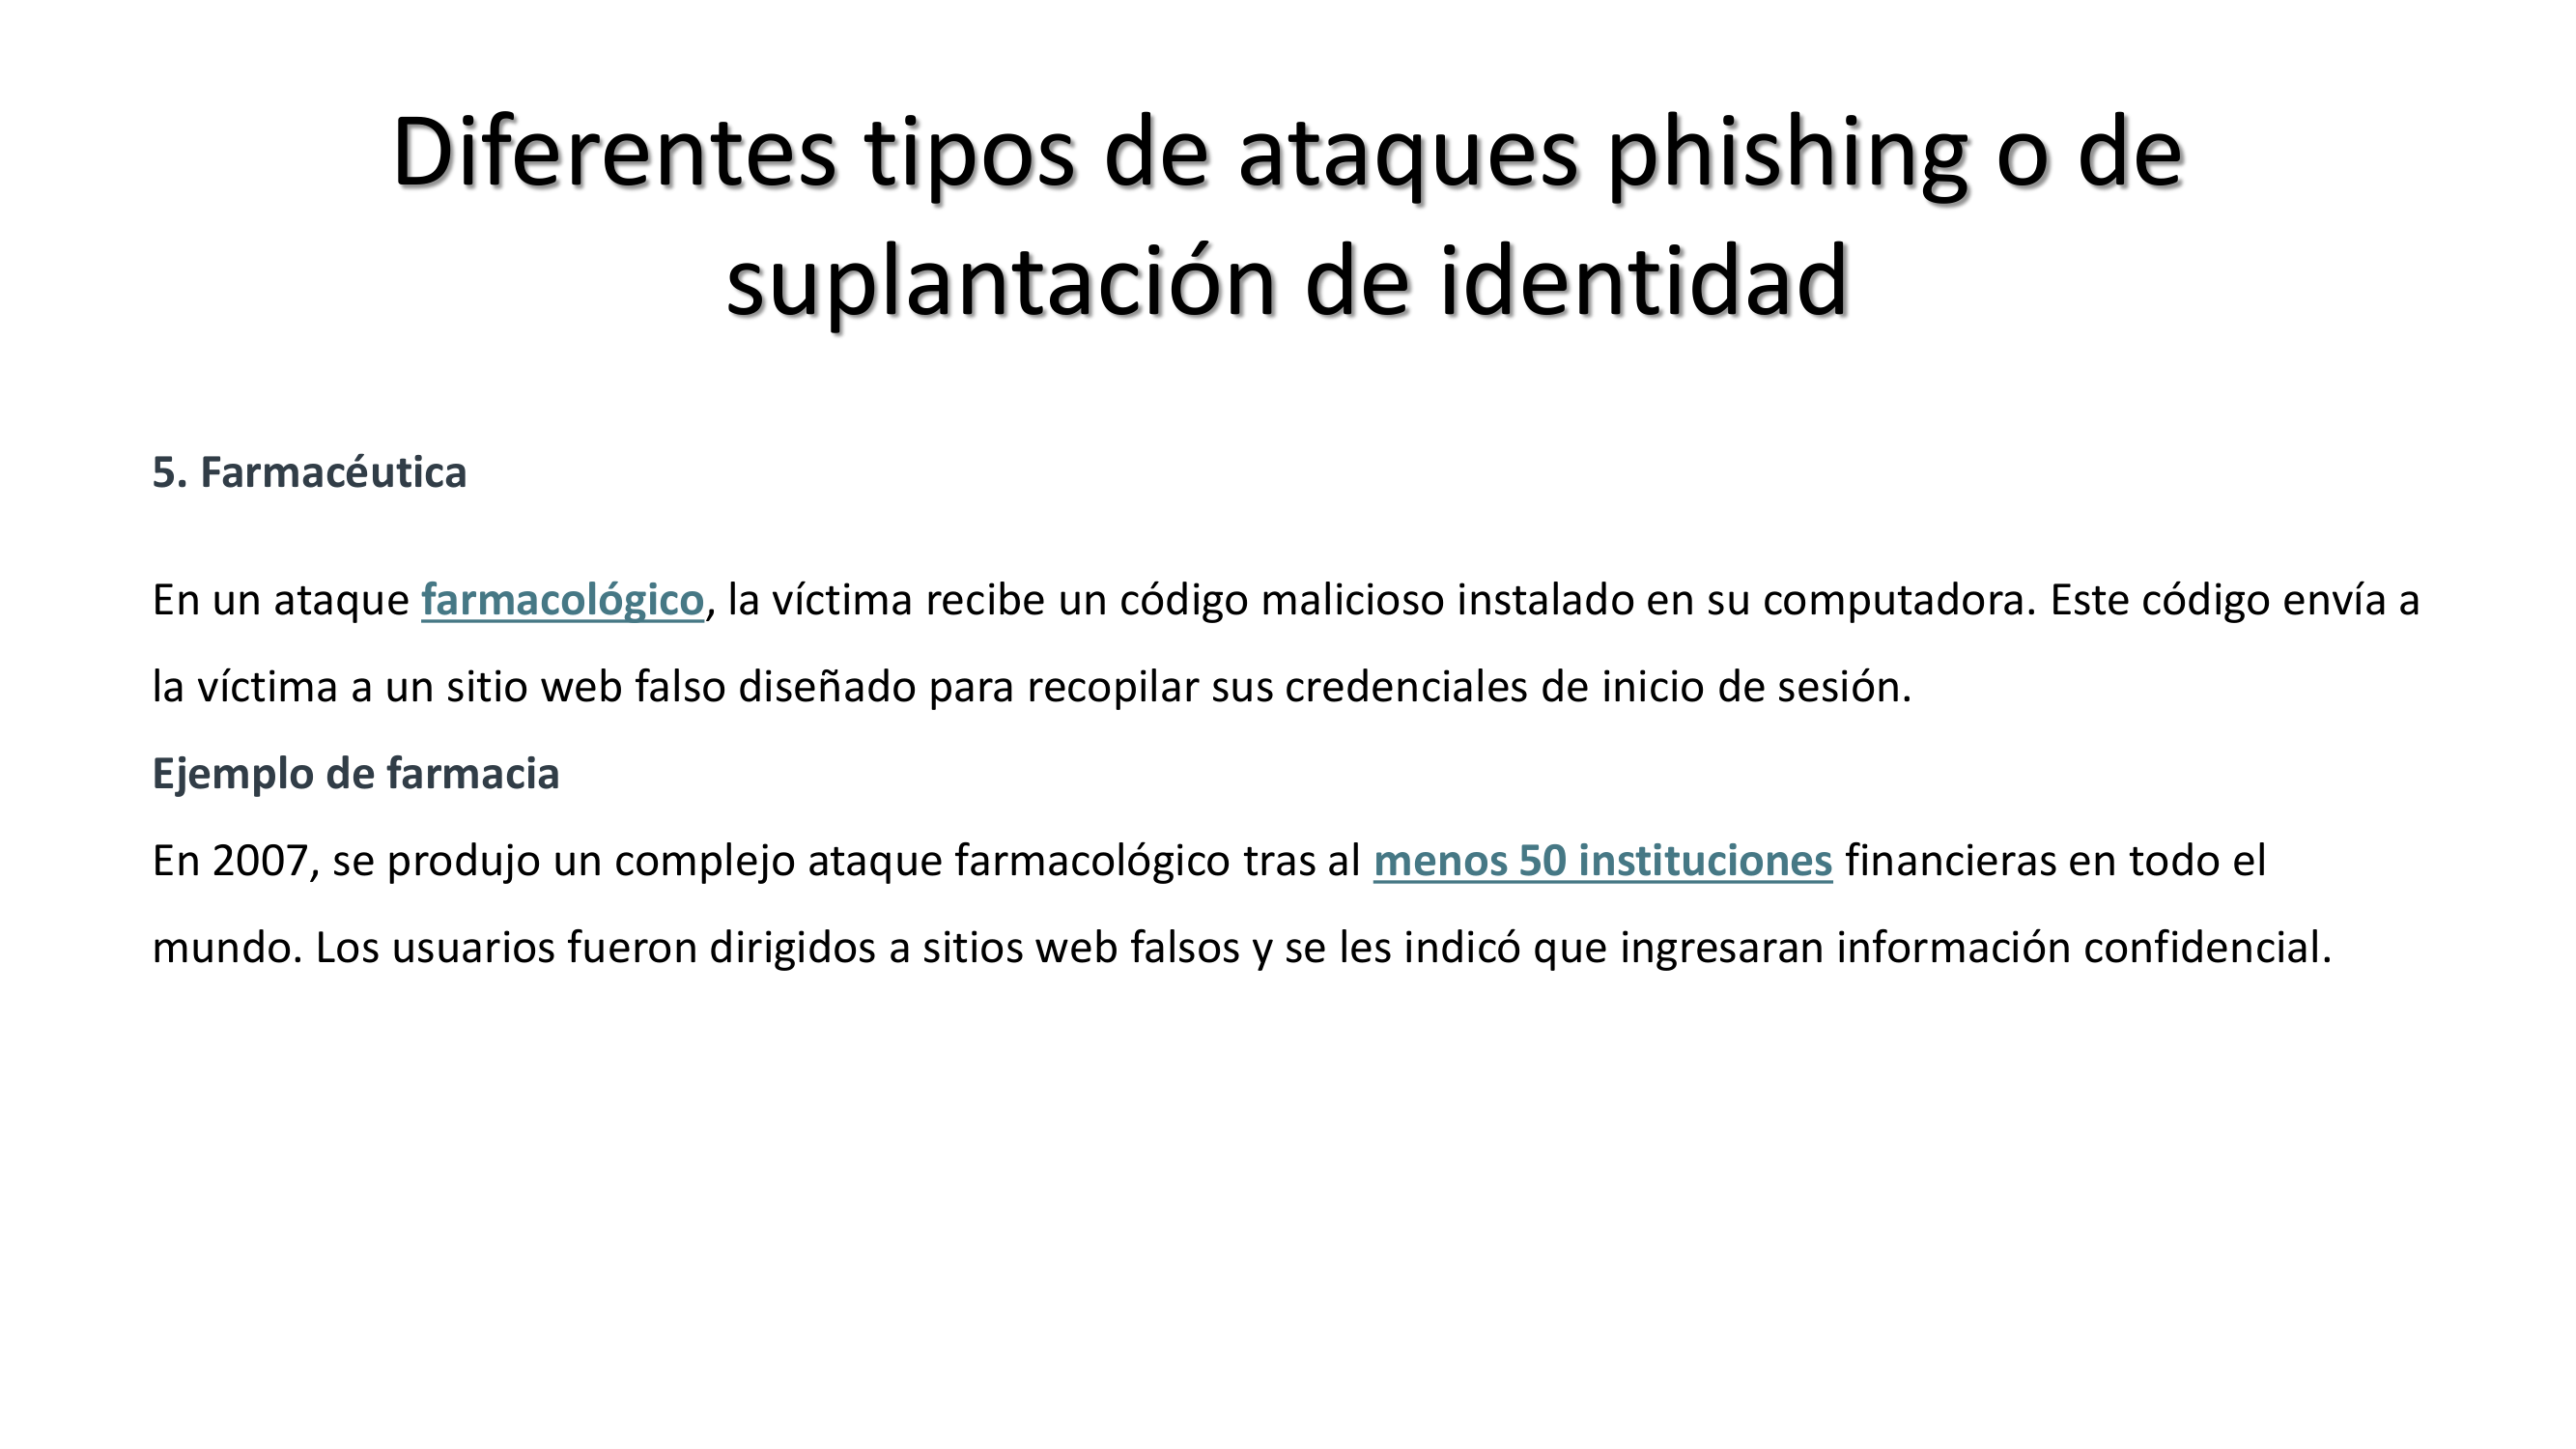 Diferentes tipos de ataques phishing o de
suplantación de identidad
5. Farmacéutica
En un ataque farmacológico, la víctima recibe un código malicioso instalado en su computadora. Este código envía a
la víctima a un sitio web falso diseñado para recopilar sus credenciales de inicio de sesión.
Ejemplo de farmacia
En 2007, se produjo un complejo ataque farmacológico tras al menos 50 instituciones financieras en todo el
mundo. Los usuarios fueron dirigidos a sitios web falsos y se les indicó que ingresaran información confidencial.